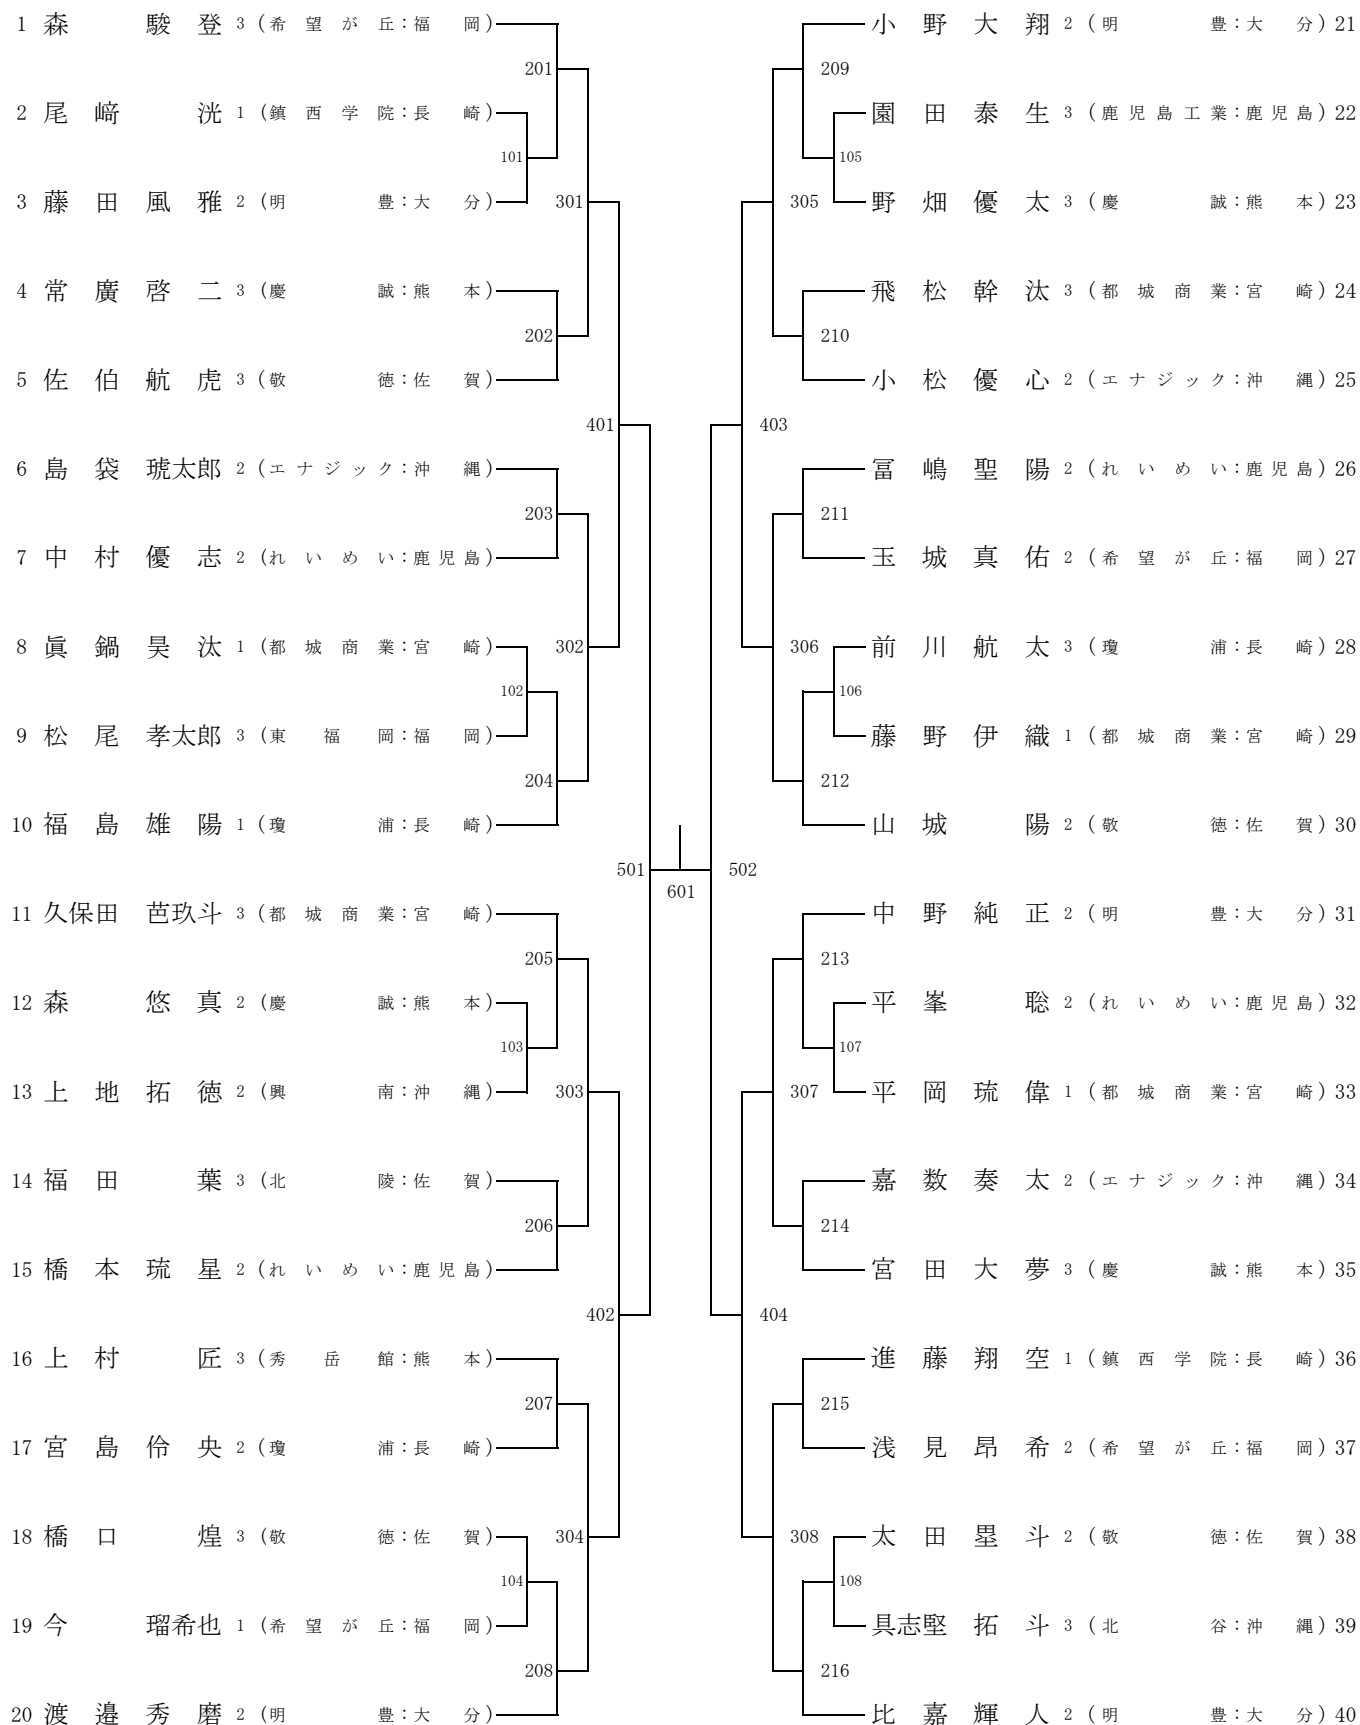 1 森 駿登 3 (希望が丘：福岡)
201
2 尾﨑 洸 1 (鎮西学院：長崎)
101
3 藤田風雅 2 (明豊：大分)
301
4 常廣啓二 3 (慶誠：熊本)
202
5 佐伯航虎 3 (敬徳：佐賀)
401
6 島袋琥太郎 2 (エナジック：沖縄)
203
7 中村優志 2 (れいめい：鹿児島)
8 眞鍋昊汰 1 (都城商業：宮崎)
302
102
9 松尾孝太郎 3 (東福岡：福岡)
204
10 福島雄陽 1 (瓊浦：長崎)
501
11 久保田芭玖斗 3 (都城商業：宮崎)
205
12 森 悠真 2 (慶誠：熊本)
103
13 上地拓徳 2 (興南：沖縄)
303
14 福田 葉 3 (北陵：佐賀)
206
15 橋本琉星 2 (れいめい：鹿児島)
402
16 上村 匠 3 (秀岳館：熊本)
207
17 宮島伶央 2 (瓊浦：長崎)
18 橋口 煌 3 (敬徳：佐賀)
304
104
19 今 瑠希也 1 (希望が丘：福岡)
208
20 渡邉秀磨 2 (明豊：大分)
601
小野大翔 2 (明豊：大分) 21
209
園田泰生 3 (鹿児島工業：鹿児島) 22
105
野畑優太 3 (慶誠：熊本) 23
305
飛松幹汰 3 (都城商業：宮崎) 24
210
小松優心 2 (エナジック：沖縄) 25
403
冨嶋聖陽 2 (れいめい：鹿児島) 26
211
玉城真佑 2 (希望が丘：福岡) 27
前川航太 3 (瓊浦：長崎) 28
306
106
藤野伊織 1 (都城商業：宮崎) 29
212
山城 陽 2 (敬徳：佐賀) 30
502
中野純正 2 (明豊：大分) 31
213
平峯 聡 2 (れいめい：鹿児島) 32
107
平岡琉偉 1 (都城商業：宮崎) 33
307
嘉数奏太 2 (エナジック：沖縄) 34
214
宮田大夢 3 (慶誠：熊本) 35
404
進藤翔空 1 (鎮西学院：長崎) 36
215
浅見昂希 2 (希望が丘：福岡) 37
太田塁斗 2 (敬徳：佐賀) 38
308
108
具志堅拓斗 3 (北谷：沖縄) 39
216
比嘉輝人 2 (明豊：大分) 40